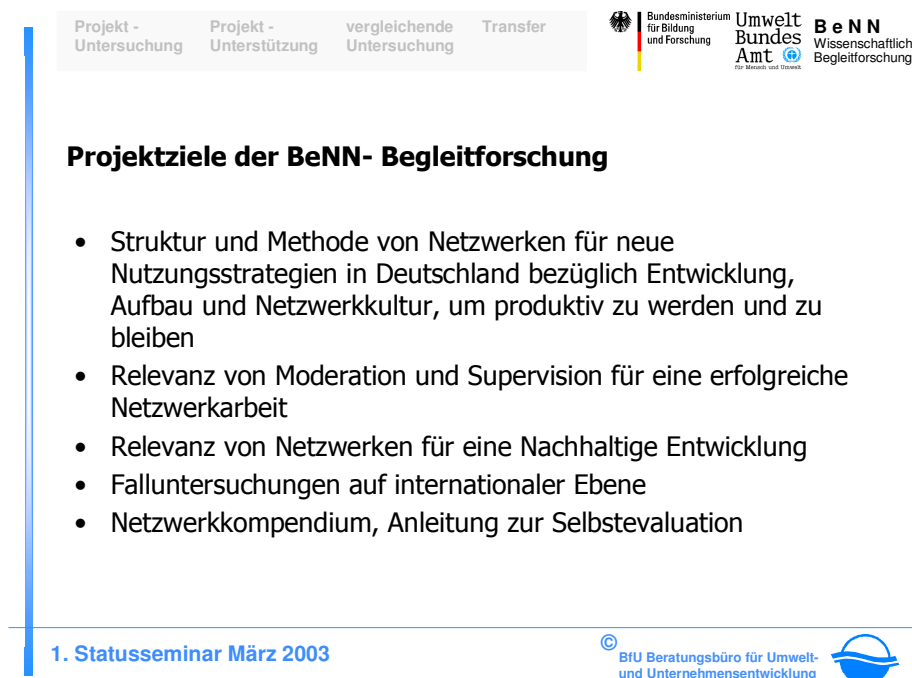 Projekt - Untersuchung
Projekt - Unterstützung
vergleichende Untersuchung
Transfer
Bundesministerium
für Bildung
und Forschung
Umwelt
Bundes
Amt
für Mensch und Umwelt
B e N N
Wissenschaftlich
Begleitforschung
Projektziele der BeNN- Begleitforschung
• Struktur und Methode von Netzwerken für neue
Nutzungsstrategien in Deutschland bezüglich Entwicklung,
Aufbau und Netzwerkkultur, um produktiv zu werden und zu
bleiben
• Relevanz von Moderation und Supervision für eine erfolgreiche
Netzwerkarbeit
• Relevanz von Netzwerken für eine Nachhaltige Entwicklung
• Falluntersuchungen auf internationaler Ebene
• Netzwerkkompendium, Anleitung zur Selbstevaluation
1. Statusseminar März 2003
©
BfU Beratungsbüro für Umwelt-
und Unternehmensentwicklung